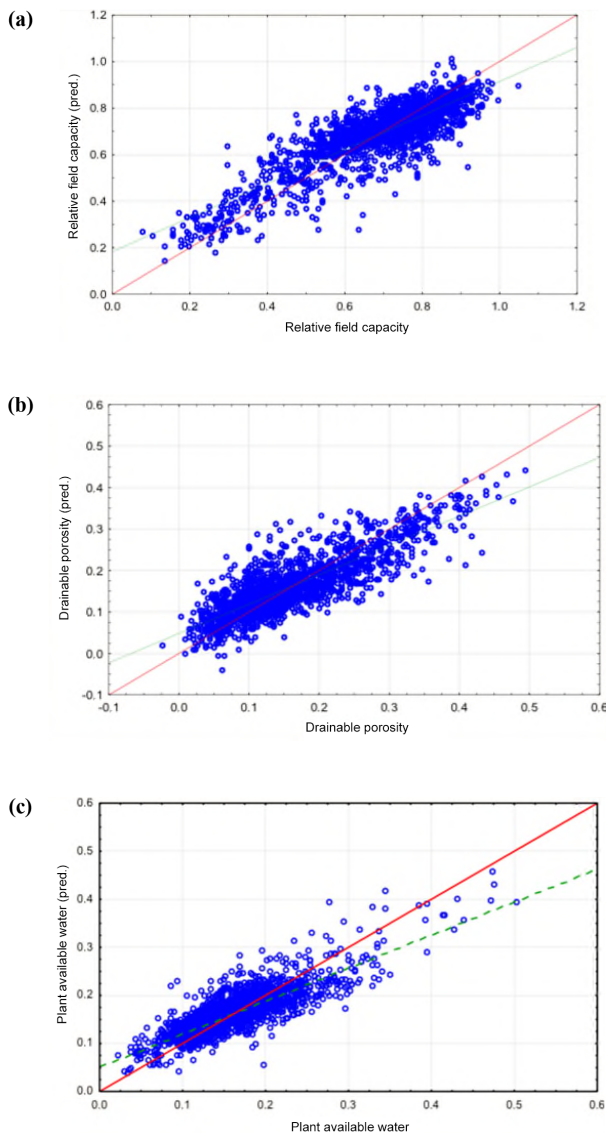 (a)
1.2
1.0
0.8
0.6
0.4
0.2
0.0
Relative field capacity (pred.)
0.0 0.2 0.4 0.6 0.8 1.0 1.2
Relative field capacity
(b)
0.6
0.5
0.4
0.3
0.2
0.1
0.0
-0.1
Drainable porosity (pred.)
-0.1 0.0 0.1 0.2 0.3 0.4 0.5 0.6
Drainable porosity
(c)
0.6
0.5
0.4
0.3
0.2
0.1
0.0
Plant available water (pred.)
0.0 0.1 0.2 0.3 0.4 0.5 0.6
Plant available water